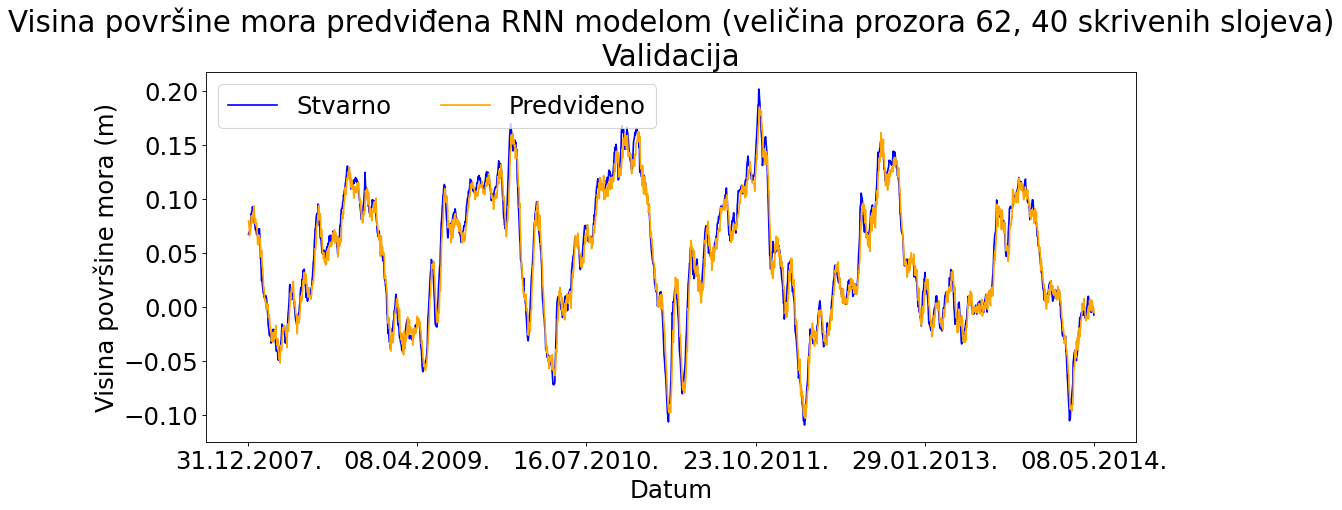 Visina površine mora predviđena RNN modelom (veličina prozora 62, 40 skrivenih slojeva)
Validacija
Stvarno
Predviđeno
Visina površine mora (m)
0.20
0.15
0.10
0.05
0.00
−0.05
−0.10
31.12.2007. 08.04.2009. 16.07.2010. 23.10.2011. 29.01.2013. 08.05.2014.
Datum